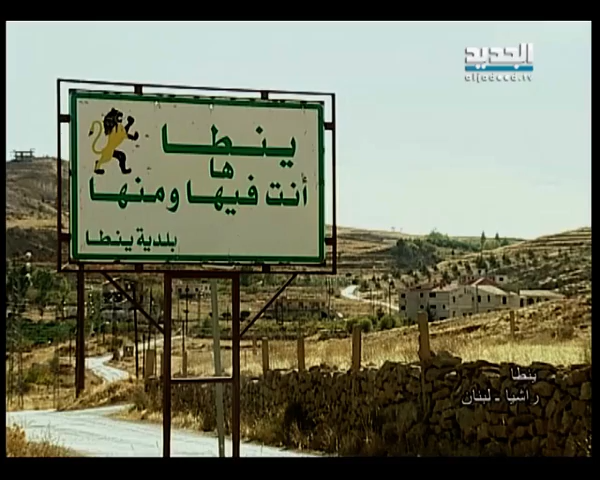 الجديد
aljadeed.tv
ينطا
ها
أنت فيها ومنها
بلدية ينطا
ينطا
راشيا - لبنان